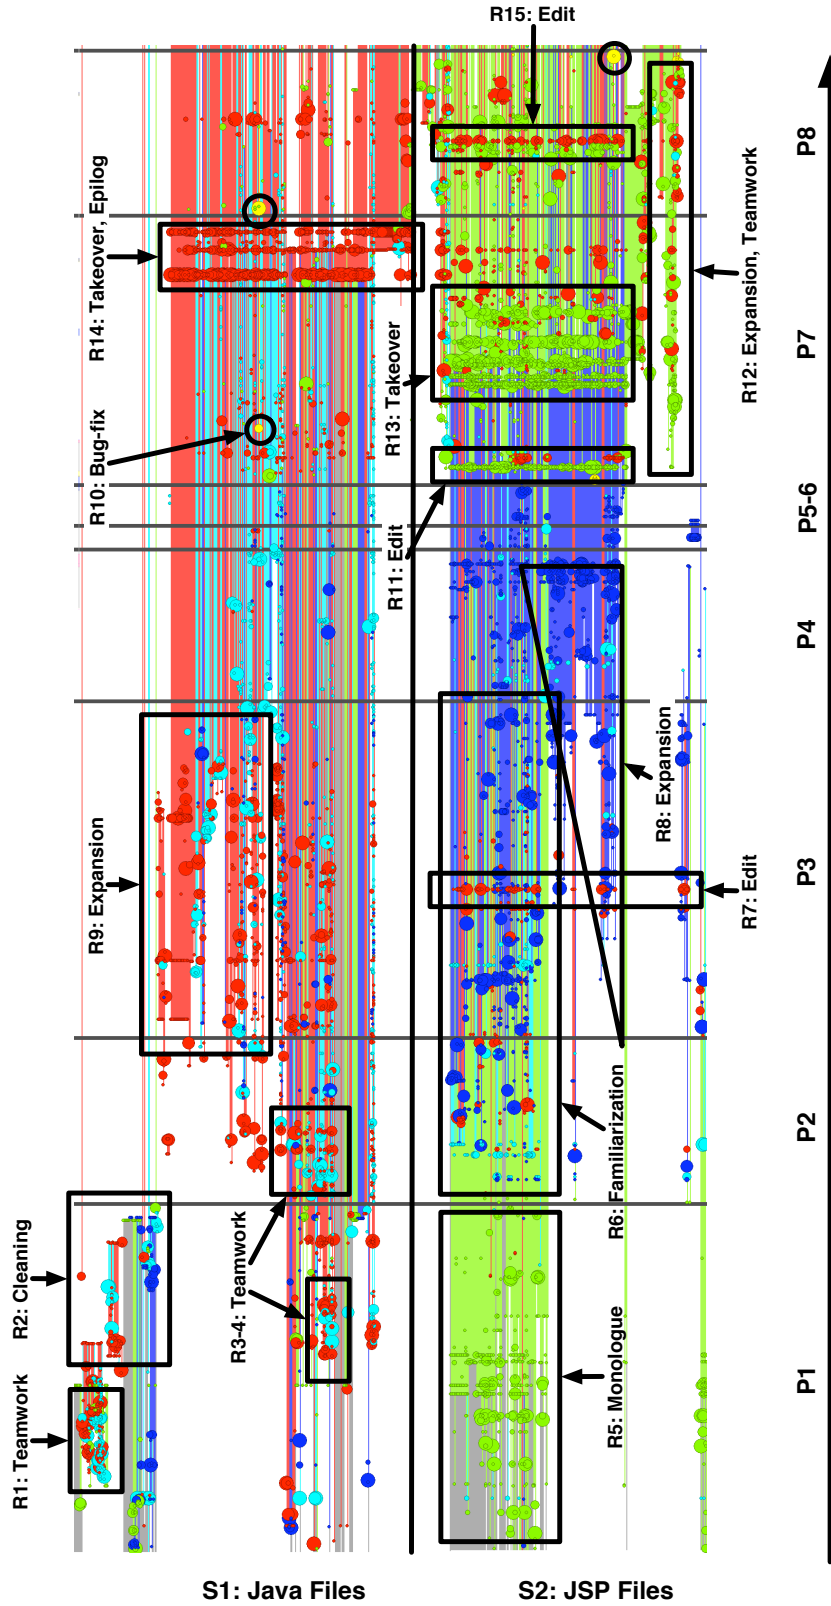 R15: Edit
P8
R14: Takeover, Epilog
R12: Expansion, Teamwork
P7
R13: Takeover
R10: Bug-fix
P5-6
R11: Edit
P4
R8: Expansion
R9: Expansion
P3
R7: Edit
P2
R6: Familiarization
R2: Cleaning
R3-4: Teamwork
R5: Monologue
P1
R1: Teamwork
S1: Java Files
S2: JSP Files